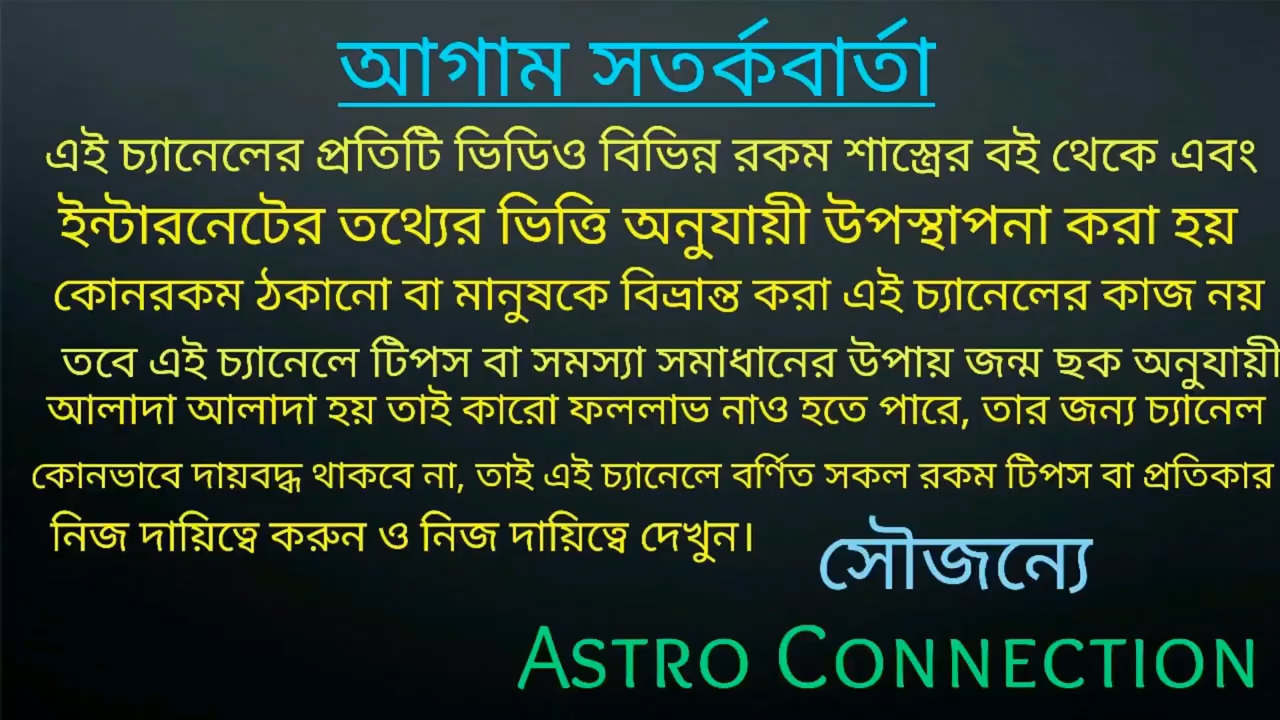 আগাম সতর্কবার্তা
এই চ্যানেলের প্রতিটি ভিডিও বিভিন্ন রকম শাস্ত্রের বই থেকে এবং
ইন্টারনেটের তথ্যের ভিত্তি অনুযায়ী উপস্থাপনা করা হয়
কোনরকম ঠকানো বা মানুষকে বিভ্রান্ত করা এই চ্যানেলের কাজ নয়
তবে এই চ্যানেলে টিপস বা সমস্যা সমাধানের উপায় জন্ম ছক অনুযায়ী
আলাদা আলাদা হয় তাই কারো ফললাভ নাও হতে পারে, তার জন্য চ্যানেল
কোনভাবে দায়বদ্ধ থাকবে না, তাই এই চ্যানেলে বর্ণিত সকল রকম টিপস বা প্রতিকার
নিজ দায়িত্বে করুন ও নিজ দায়িত্বে দেখুন।
সৌজন্যে
ASTRO CONNECTION